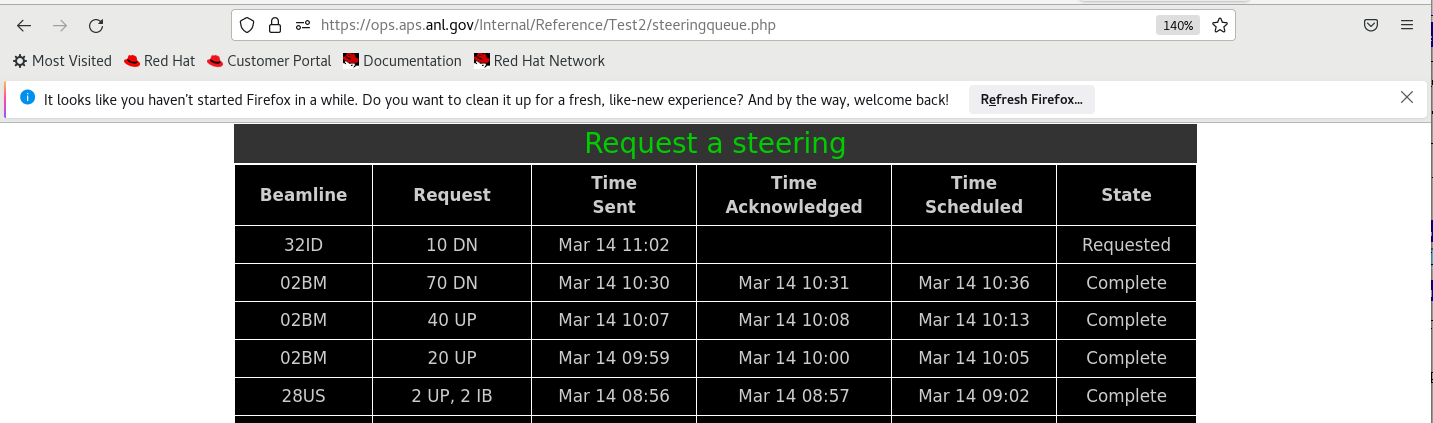 https://ops.aps.anl.gov/Internal/Reference/Test2/steeringqueue.php 140%
Most Visited Red Hat Customer Portal Documentation Red Hat Network
It looks like you haven't started Firefox in a while. Do you want to clean it up for a fresh, like-new experience? And by the way, welcome back! Refresh Firefox...
Request a steering
Beamline Request Time Sent Time Acknowledged Time Scheduled State
32ID 10 DN Mar 14 11:02 Requested
02BM 70 DN Mar 14 10:30 Mar 14 10:31 Mar 14 10:36 Complete
02BM 40 UP Mar 14 10:07 Mar 14 10:08 Mar 14 10:13 Complete
02BM 20 UP Mar 14 09:59 Mar 14 10:00 Mar 14 10:05 Complete
28US 2 UP, 2 IB Mar 14 08:56 Mar 14 08:57 Mar 14 09:02 Complete